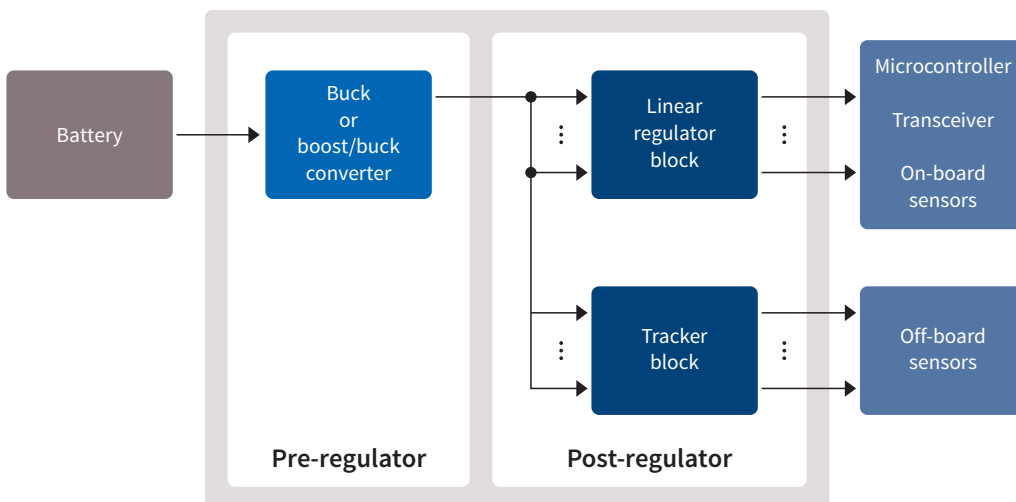 Battery
Buck
or
boost/buck
converter
Linear
regulator
block
Microcontroller
Transceiver
On-board
sensors
Tracker
block
Off-board
sensors
Pre-regulator
Post-regulator